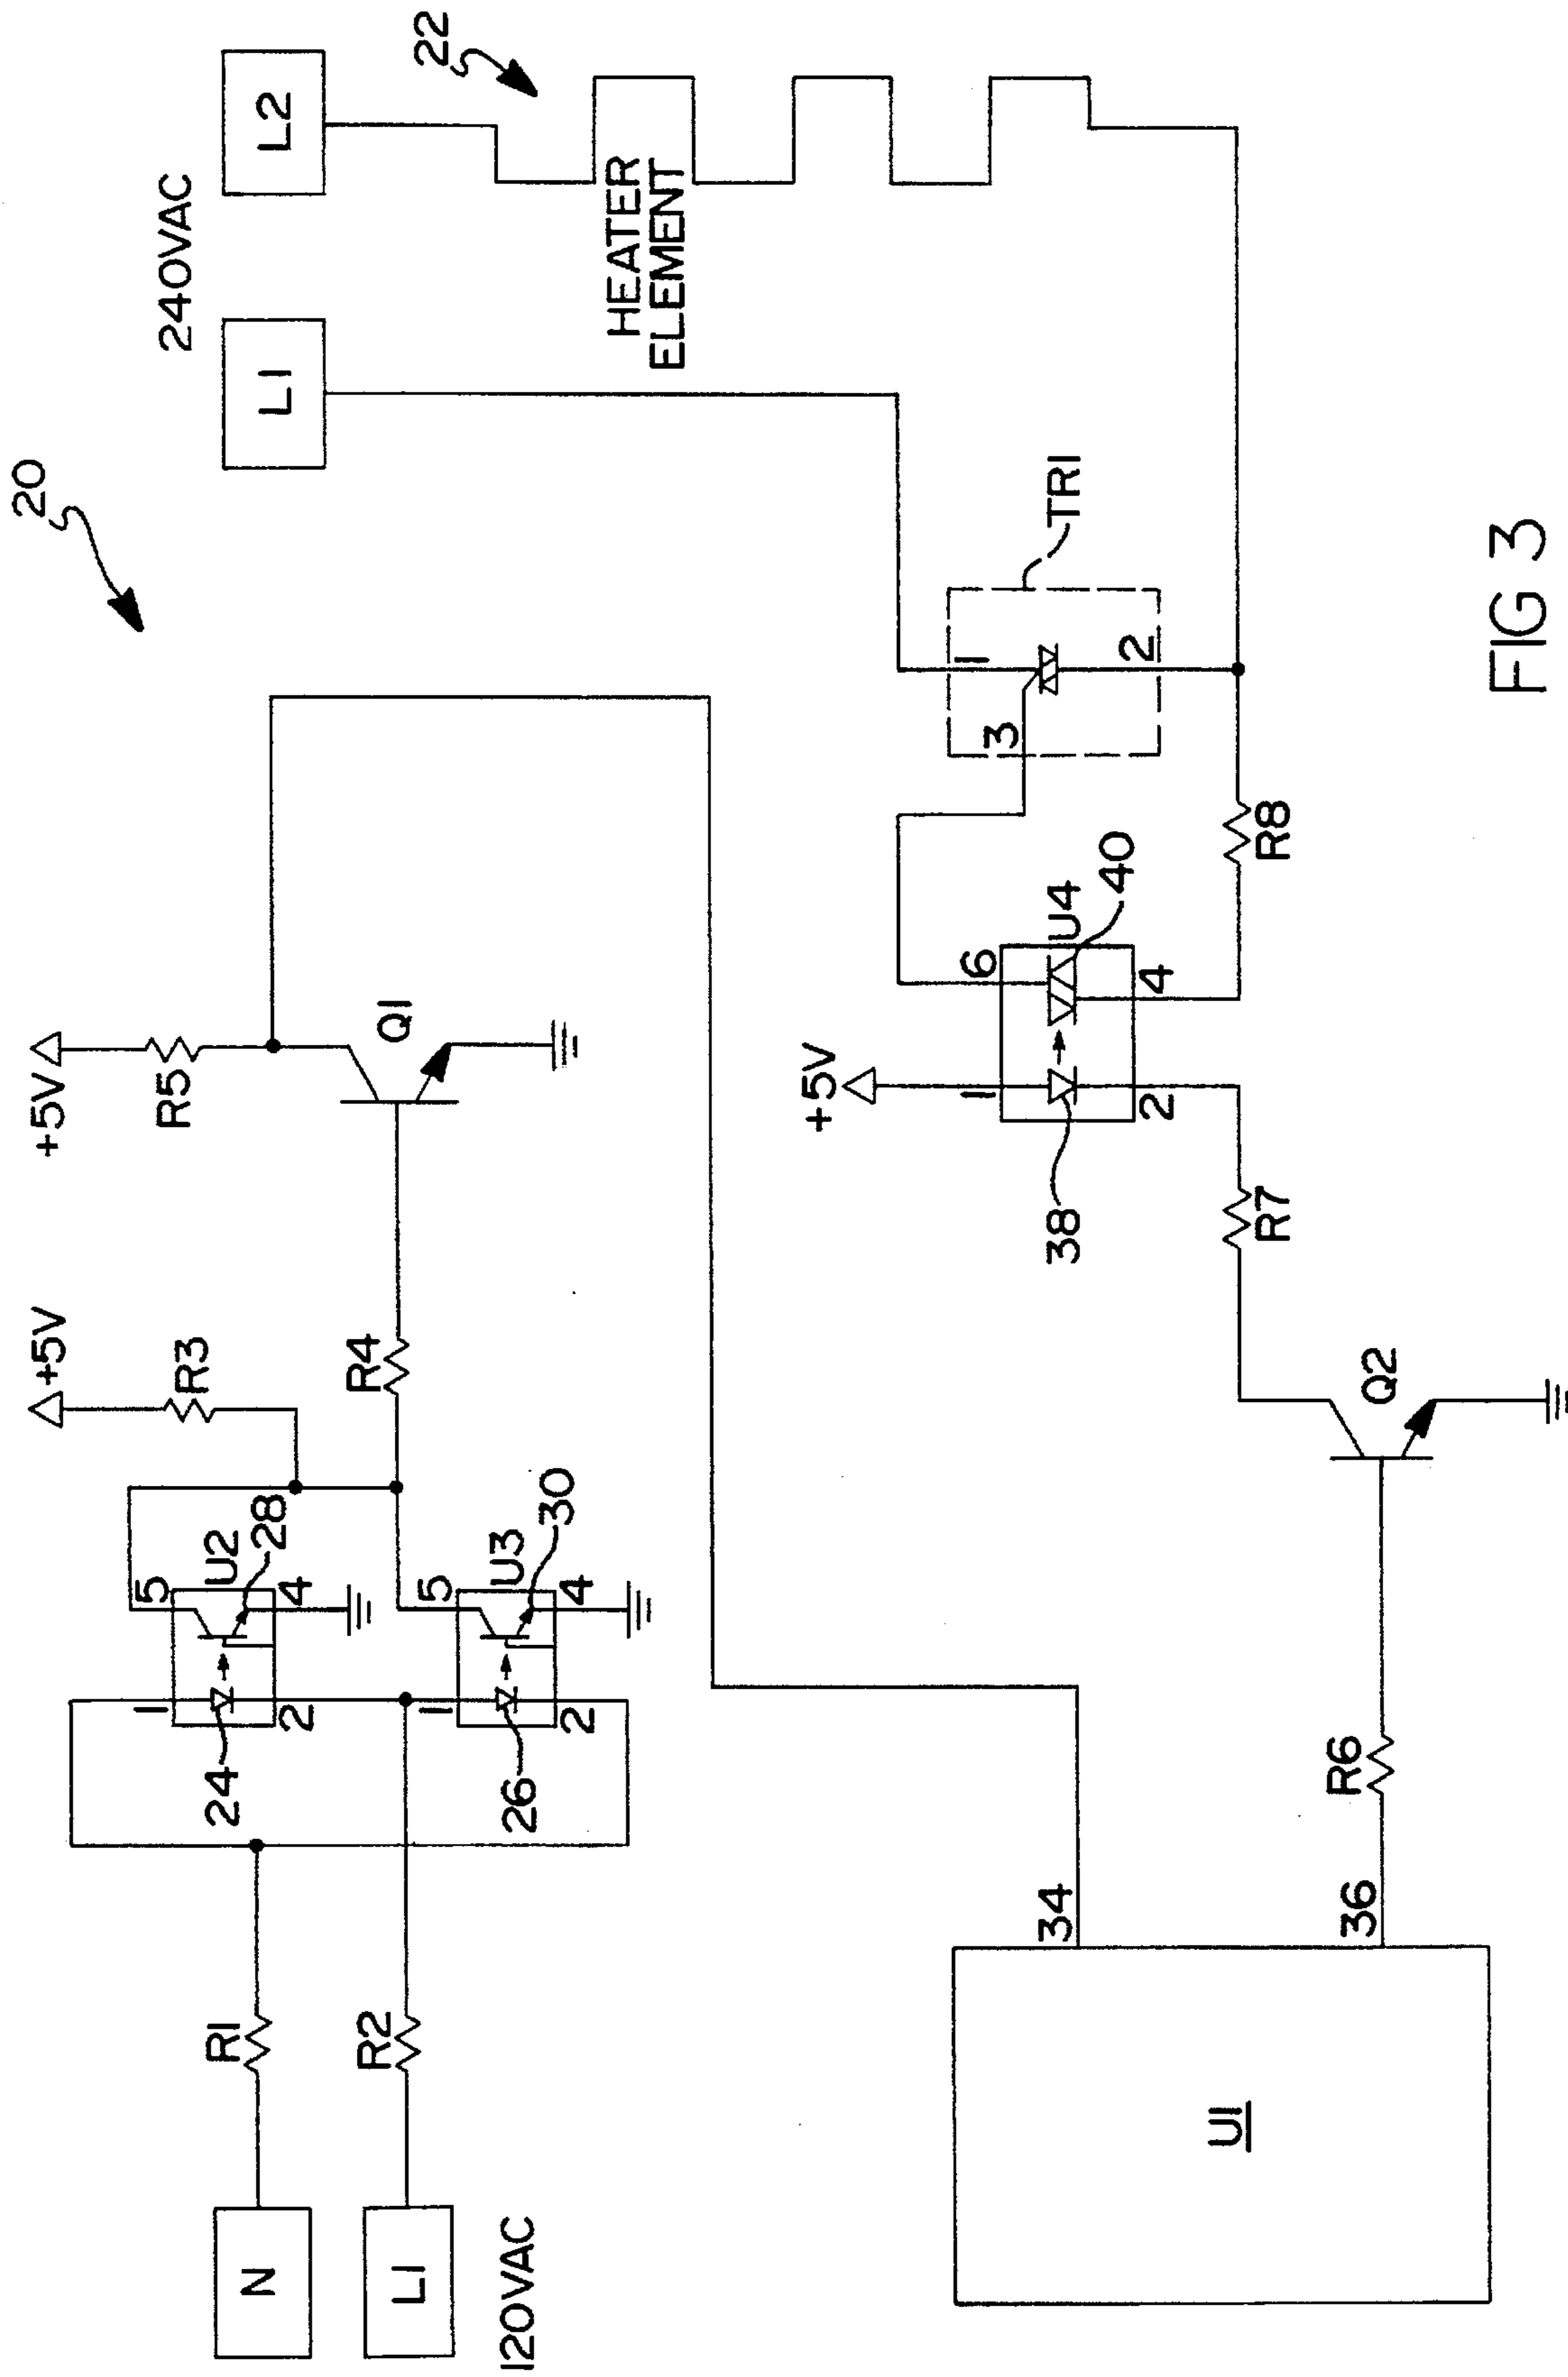 20
+5V
+5V
240VAC
L1
L2
22
R3
R5
5
U2
28
4
1
24
2
R4
Q1
N
R1
L1
R2
120VAC
5
U3
30
4
1
26
2
HEATER
ELEMENT
+5V
1
38
2
6
U4
40
4
3
1
2
TR1
R7
R8
34
36
U1
R6
Q2
FIG 3